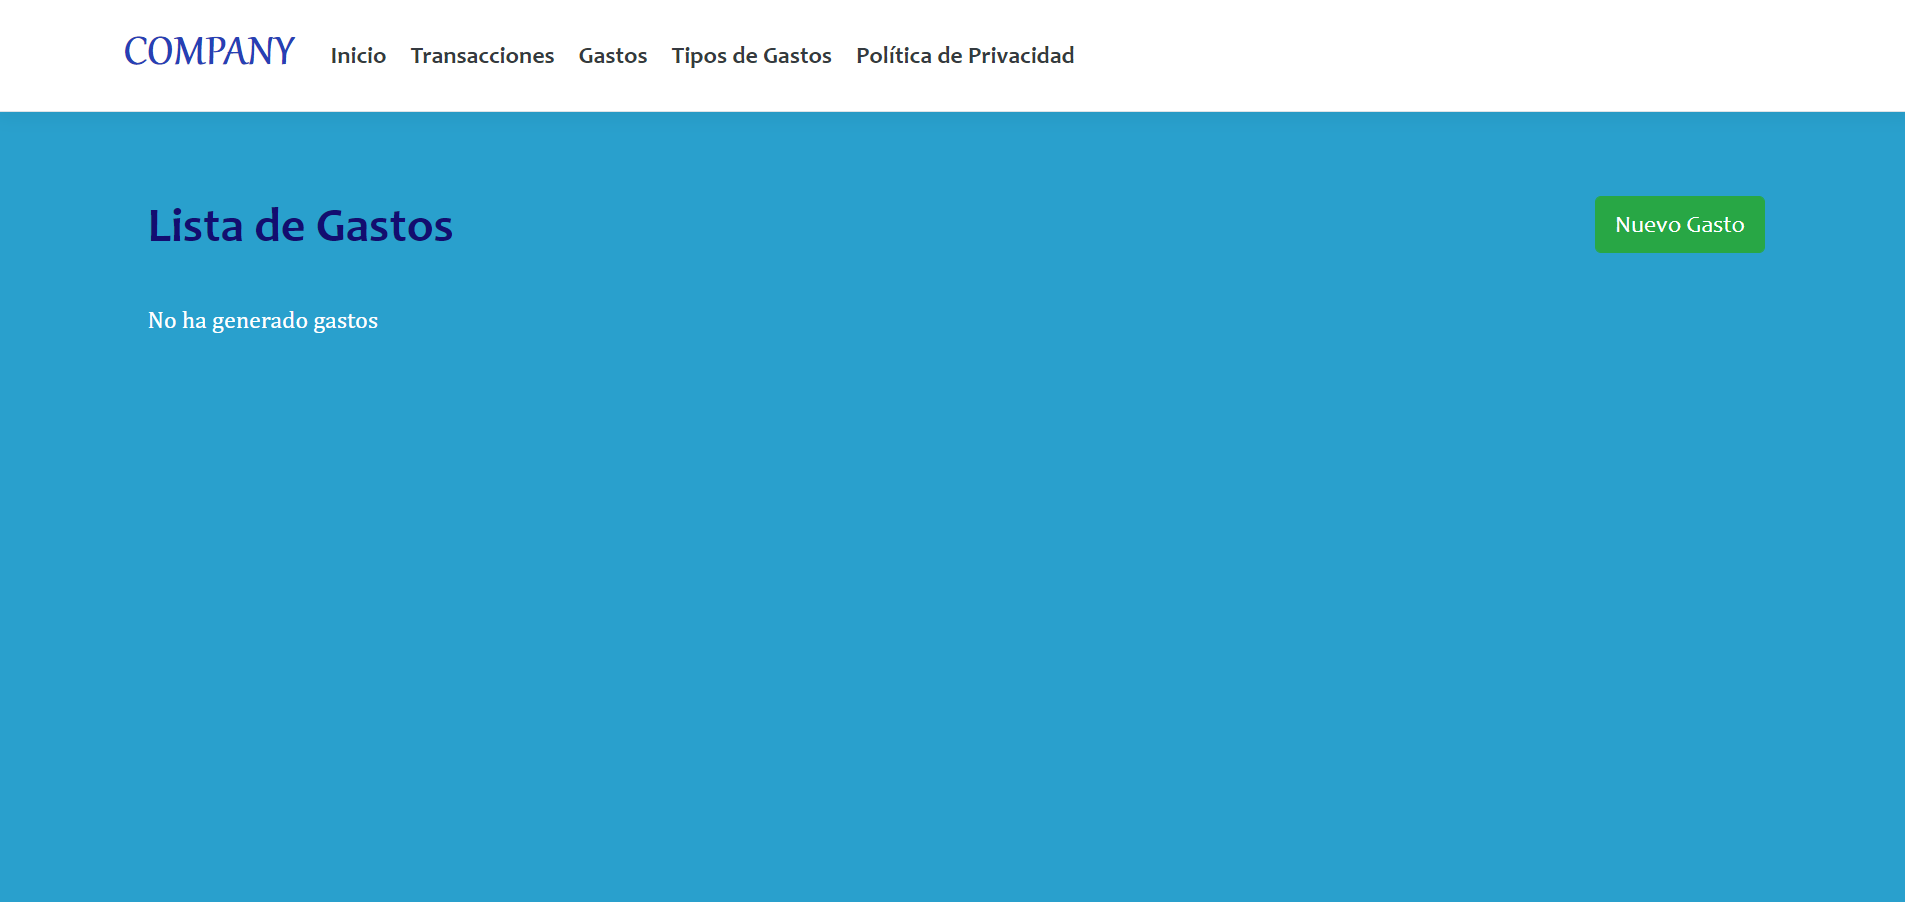 COMPANY Inicio Transacciones Gastos Tipos de Gastos Política de Privacidad
Lista de Gastos
Nuevo Gasto
No ha generado gastos